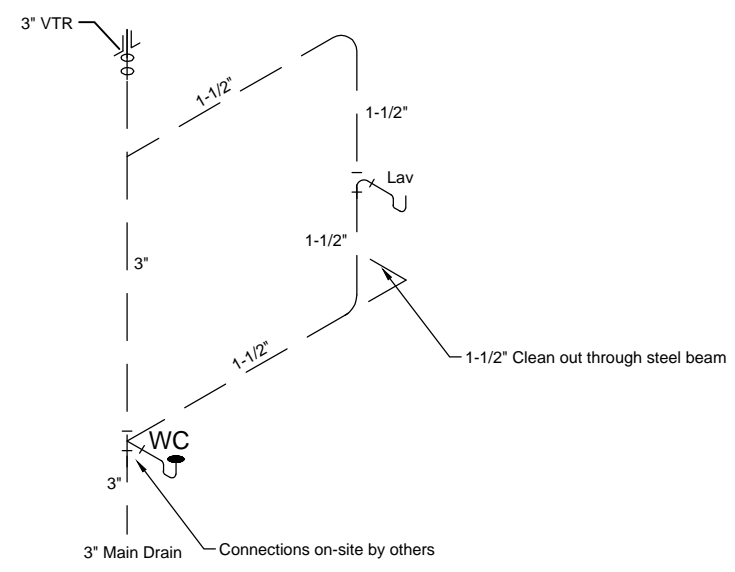 3" VTR
1-1/2"
1-1/2"
Lav
1-1/2"
3"
1-1/2"
1-1/2" Clean out through steel beam
WC
3"
3" Main Drain
Connections on-site by others